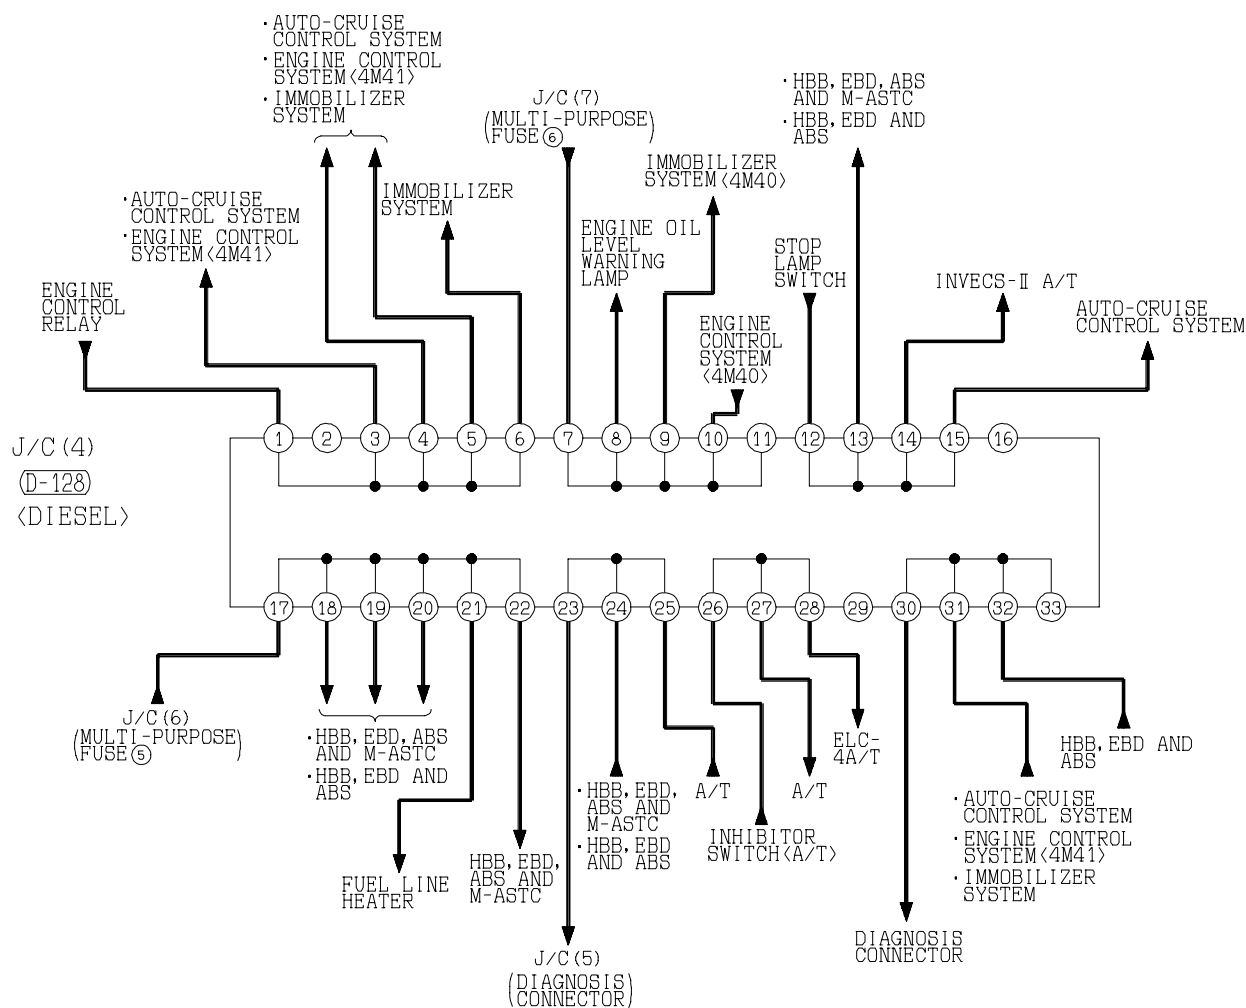 · AUTO-CRUISE
CONTROL SYSTEM
· ENGINE CONTROL
SYSTEM〈4M41〉
· IMMOBILIZER
SYSTEM
J/C(7)
(MULTI-PURPOSE
FUSE⑥)
· HBB, EBD, ABS
AND M-ASTC
· HBB, EBD AND
ABS
IMMOBILIZER
SYSTEM〈4M40〉
· AUTO-CRUISE
CONTROL SYSTEM
· ENGINE CONTROL
SYSTEM〈4M41〉
IMMOBILIZER
SYSTEM
ENGINE OIL
LEVEL
WARNING
LAMP
STOP
LAMP
SWITCH
INVECS-Ⅱ A/T
ENGINE
CONTROL
RELAY
ENGINE
CONTROL
SYSTEM
〈4M40〉
AUTO-CRUISE
CONTROL SYSTEM
J/C(4)
D-128
〈DIESEL〉
1 2 3 4 5 6 7 8 9 10 11 12 13 14 15 16
17 18 19 20 21 22 23 24 25 26 27 28 29 30 31 32 33
J/C(6)
(MULTI-PURPOSE
FUSE⑤)
· HBB, EBD, ABS
AND M-ASTC
· HBB, EBD AND
ABS
FUEL LINE
HEATER
HBB, EBD,
ABS AND
M-ASTC
J/C(5)
(DIAGNOSIS
CONNECTOR)
· HBB, EBD,
ABS AND
M-ASTC
· HBB, EBD
AND ABS
A/T
INHIBITOR
SWITCH〈A/T〉
A/T
ELC-
4A/T
DIAGNOSIS
CONNECTOR
· AUTO-CRUISE
CONTROL SYSTEM
· ENGINE CONTROL
SYSTEM〈4M41〉
· IMMOBILIZER
SYSTEM
HBB, EBD AND
ABS